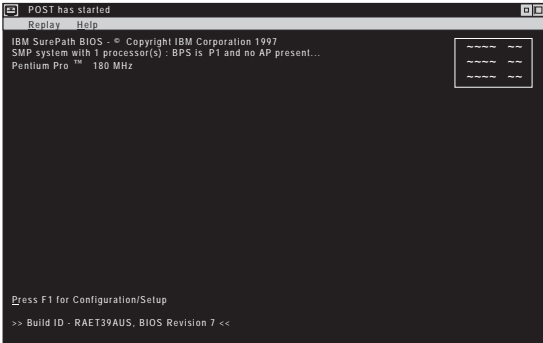 POST has started
Replay Help
IBM SurePath BIOS - © Copyright IBM Corporation 1997
SMP system with 1 processor(s) : BPS is P1 and no AP present...
Pentium Pro ™ 180 MHz
~~~~ ~~
~~~~ ~~
~~~~ ~~
Press F1 for Configuration/Setup
>> Build ID - RAET39AUS, BIOS Revision 7 <<